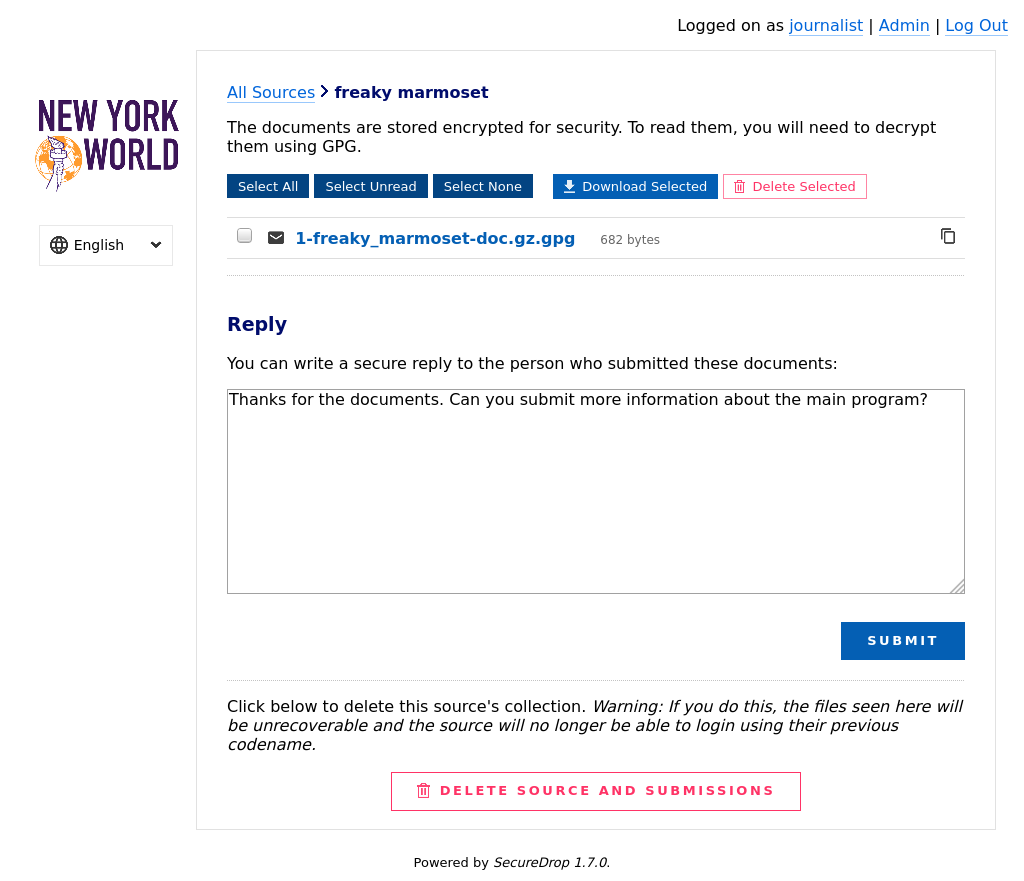 Logged on as journalist | Admin | Log Out
NEW YORK
WORLD
English
All Sources > freaky marmoset
The documents are stored encrypted for security. To read them, you will need to decrypt
them using GPG.
Select All Select Unread Select None Download Selected Delete Selected
1-freaky_marmoset-doc.gz.gpg 682 bytes
Reply
You can write a secure reply to the person who submitted these documents:
Thanks for the documents. Can you submit more information about the main program?
SUBMIT
Click below to delete this source's collection. Warning: If you do this, the files seen here will
be unrecoverable and the source will no longer be able to login using their previous
codename.
DELETE SOURCE AND SUBMISSIONS
Powered by SecureDrop 1.7.0.